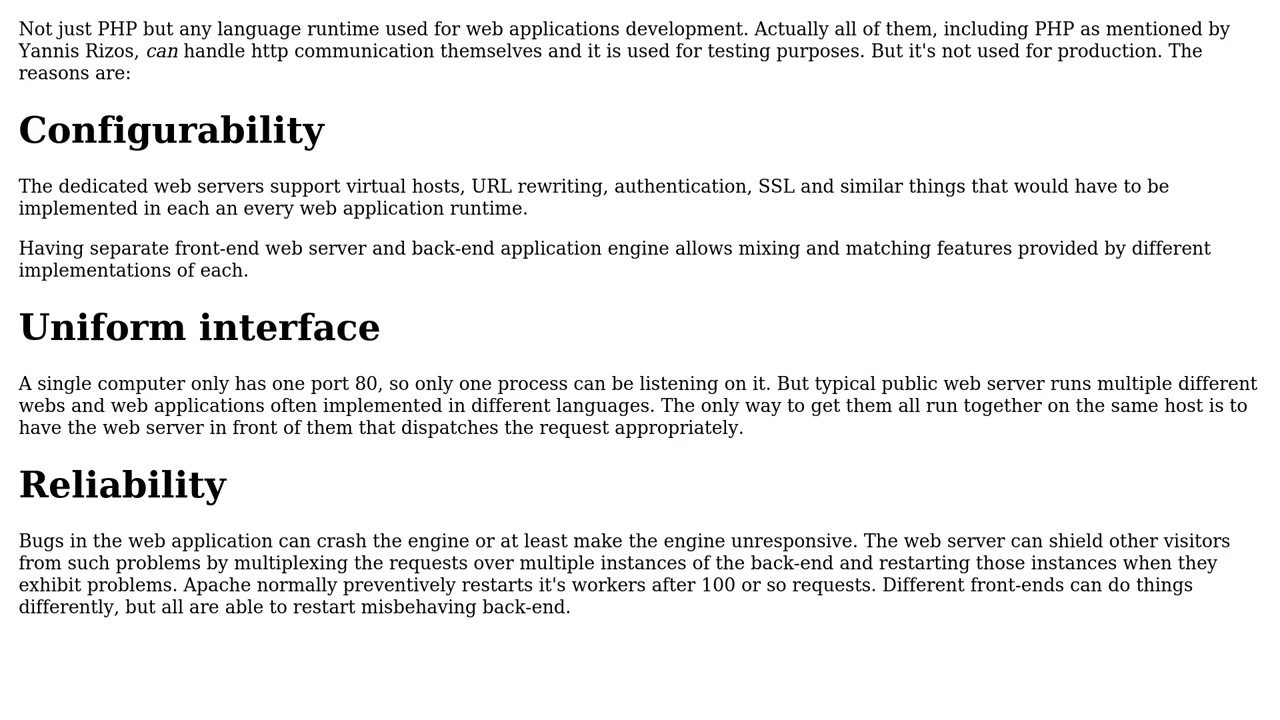 Not just PHP but any language runtime used for web applications development. Actually all of them, including PHP as mentioned by
Yannis Rizos, can handle http communication themselves and it is used for testing purposes. But it's not used for production. The
reasons are:
Configurability
The dedicated web servers support virtual hosts, URL rewriting, authentication, SSL and similar things that would have to be
implemented in each an every web application runtime.
Having separate front-end web server and back-end application engine allows mixing and matching features provided by different
implementations of each.
Uniform interface
A single computer only has one port 80, so only one process can be listening on it. But typical public web server runs multiple different
webs and web applications often implemented in different languages. The only way to get them all run together on the same host is to
have the web server in front of them that dispatches the request appropriately.
Reliability
Bugs in the web application can crash the engine or at least make the engine unresponsive. The web server can shield other visitors
from such problems by multiplexing the requests over multiple instances of the back-end and restarting those instances when they
exhibit problems. Apache normally preventively restarts it's workers after 100 or so requests. Different front-ends can do things
differently, but all are able to restart misbehaving back-end.